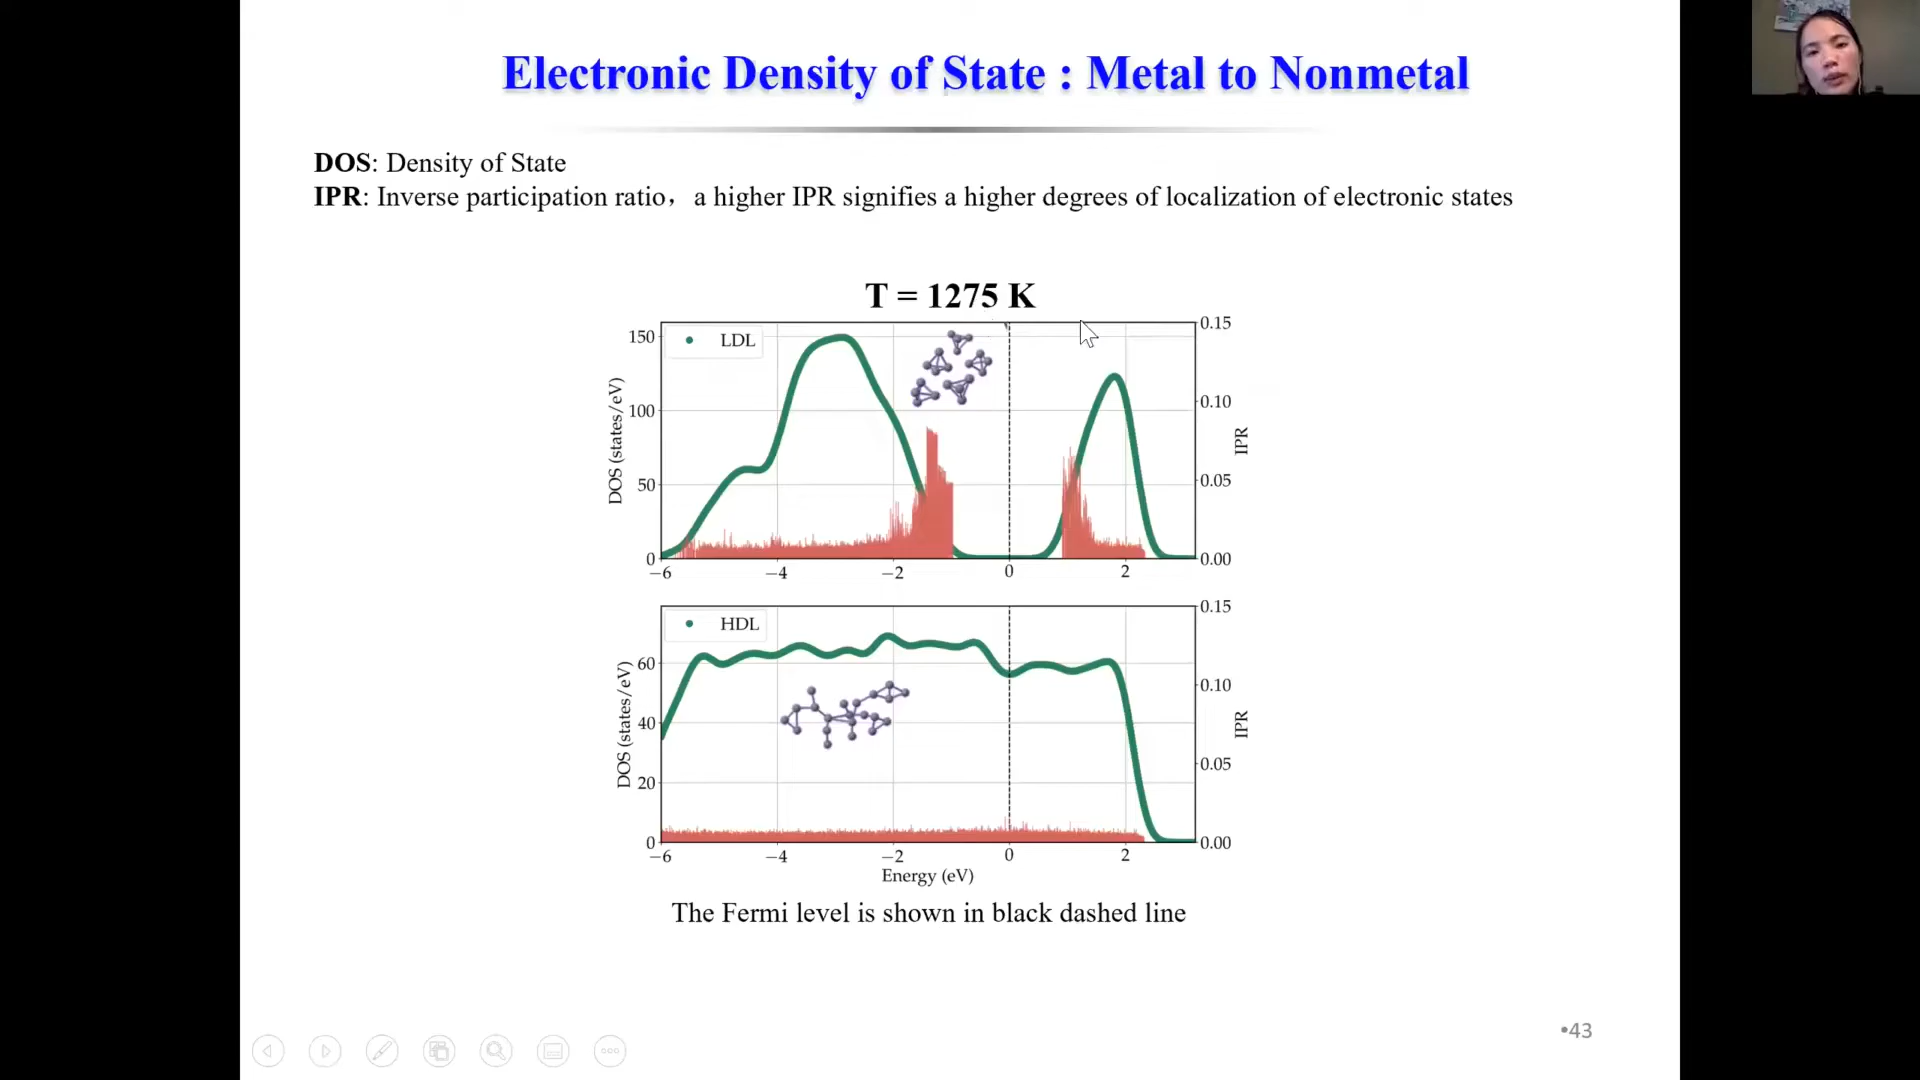 Electronic Density of State : Metal to Nonmetal
DOS: Density of State
IPR: Inverse participation ratio，a higher IPR signifies a higher degrees of localization of electronic states
T = 1275 K
LDL
150
100
50
0
DOS (states/eV)
0.15
0.10
0.05
0.00
IPR
−6
−4
−2
0
2
HDL
60
40
20
0
DOS (states/eV)
0.15
0.10
0.05
0.00
IPR
−6
−4
−2
0
2
Energy (eV)
The Fermi level is shown in black dashed line
•43